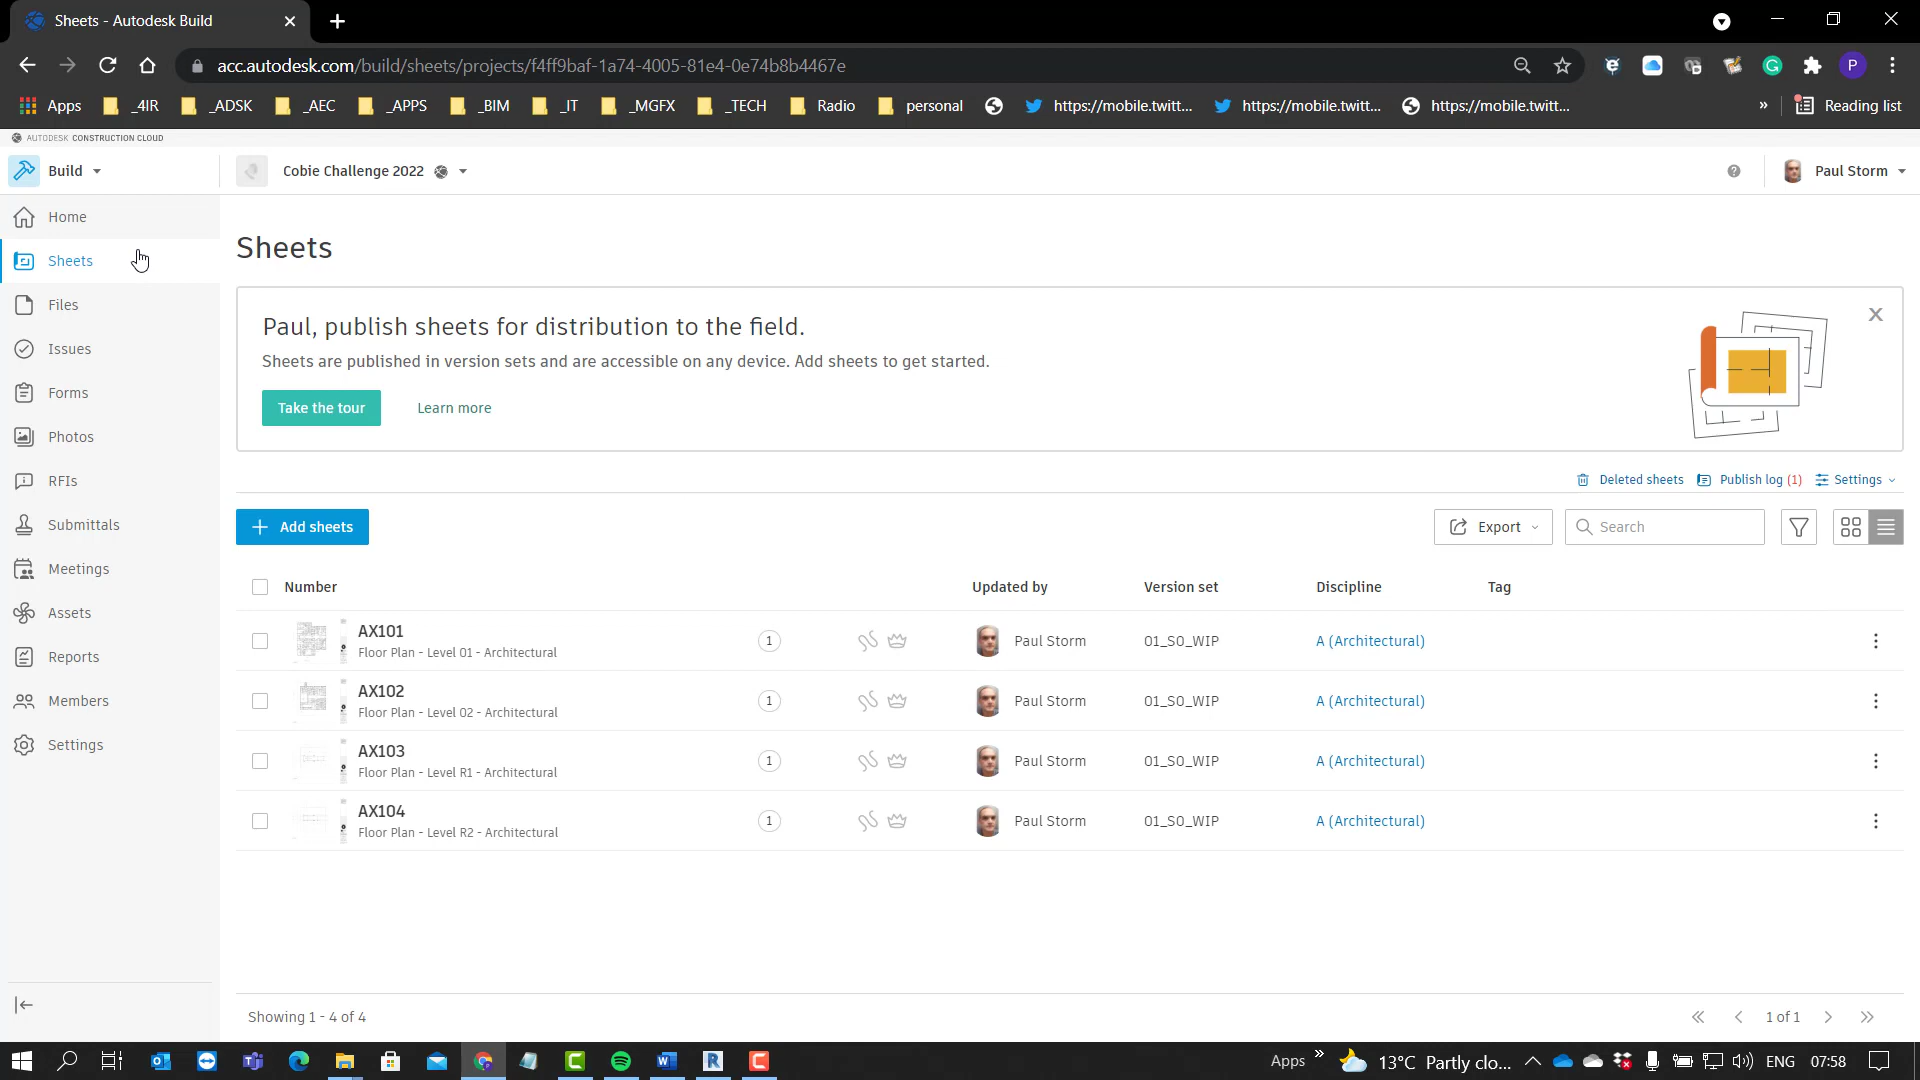 Sheets - Autodesk Build
acc.autodesk.com/build/sheets/projects/f4ff9baf-1a74-4005-81e4-0e74b8b4467e
P
Apps _4IR _ADSK _AEC _APPS _BIM _IT _MGFX _TECH Radio personal https://mobile.twitt... https://mobile.twitt... https://mobile.twitt... » Reading list
AUTODESK CONSTRUCTION CLOUD
Build Cobie Challenge 2022 Paul Storm
Home
Sheets
Files
Issues
Forms
Photos
RFIs
Submittals
Meetings
Assets
Reports
Members
Settings
Sheets
Paul, publish sheets for distribution to the field.
Sheets are published in version sets and are accessible on any device. Add sheets to get started.
Take the tour Learn more
Deleted sheets Publish log (1) Settings
+ Add sheets Export Search
Number Updated by Version set Discipline Tag
AX101
Floor Plan - Level 01 - Architectural
1 Paul Storm 01_S0_WIP A (Architectural)
AX102
Floor Plan - Level 02 - Architectural
1 Paul Storm 01_S0_WIP A (Architectural)
AX103
Floor Plan - Level R1 - Architectural
1 Paul Storm 01_S0_WIP A (Architectural)
AX104
Floor Plan - Level R2 - Architectural
1 Paul Storm 01_S0_WIP A (Architectural)
Showing 1 - 4 of 4 1 of 1
Apps » 13°C Partly clo... ENG 07:58